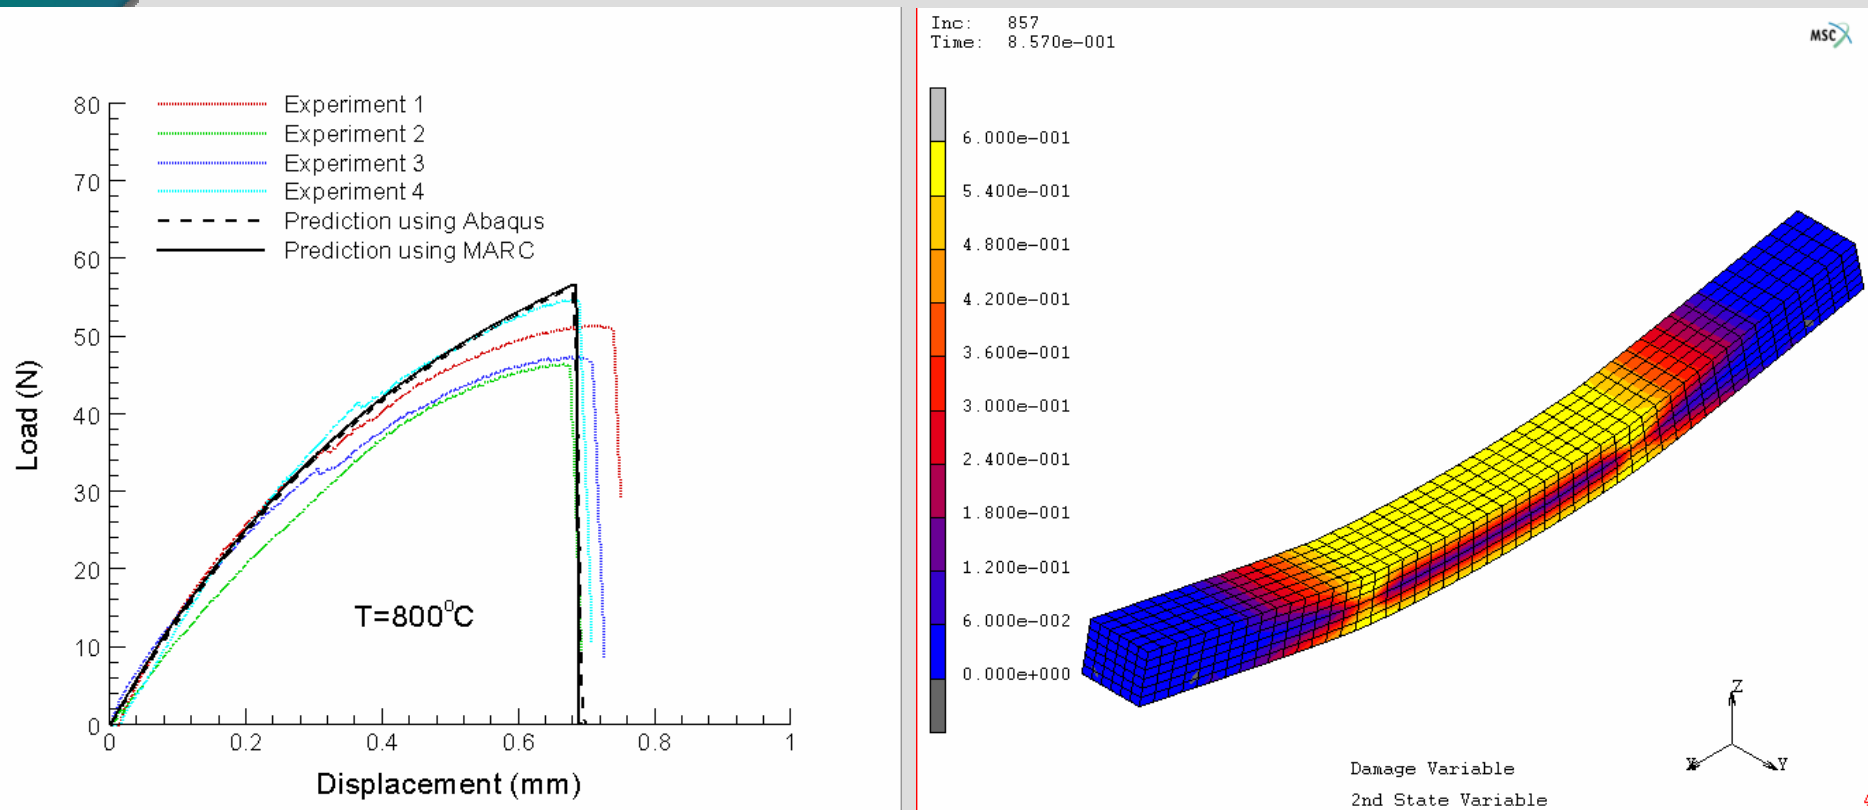 80
70
60
50
40
30
20
10
0
Load (N)
Experiment 1
Experiment 2
Experiment 3
Experiment 4
Prediction using Abaqus
Prediction using MARC
T=800⁰C
0 0.2 0.4 0.6 0.8 1
Displacement (mm)
Inc: 857
Time: 8.570e-001
MSC
6.000e-001
5.400e-001
4.800e-001
4.200e-001
3.600e-001
3.000e-001
2.400e-001
1.800e-001
1.200e-001
6.000e-002
0.000e+000
Z
X Y
Damage Variable
2nd State Variable